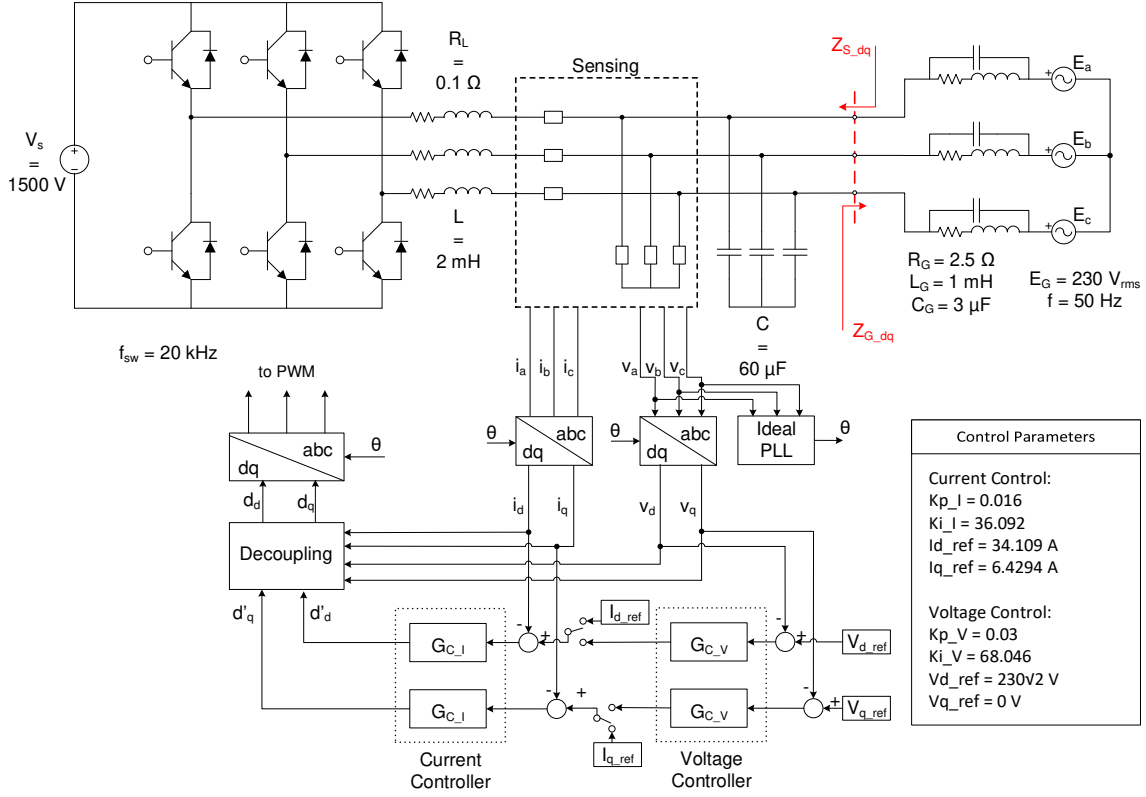 V_s
=
1500 V
+
−
R_L
=
0.1 Ω
L
=
2 mH
Sensing
Z_S_dq
Z_G_dq
+
E_a
+
E_b
+
E_c
R_G = 2.5 Ω
L_G = 1 mH
C_G = 3 µF
E_G = 230 V_rms
f = 50 Hz
C
=
60 µF
f_sw = 20 kHz
to PWM
i_a
i_b
i_c
v_a
v_b
v_c
abc
dq
θ
θ
abc
dq
θ
abc
dq
Ideal
PLL
θ
d_d
d_q
i_d
i_q
v_d
v_q
Decoupling
d'_q
d'_d
G_C_I
-
+
I_d_ref
G_C_V
-
+
V_d_ref
G_C_I
-
+
I_q_ref
G_C_V
-
+
V_q_ref
Current
Controller
Voltage
Controller
Control Parameters
Current Control:
Kp_I = 0.016
Ki_I = 36.092
Id_ref = 34.109 A
Iq_ref = 6.4294 A
Voltage Control:
Kp_V = 0.03
Ki_V = 68.046
Vd_ref = 230√2 V
Vq_ref = 0 V